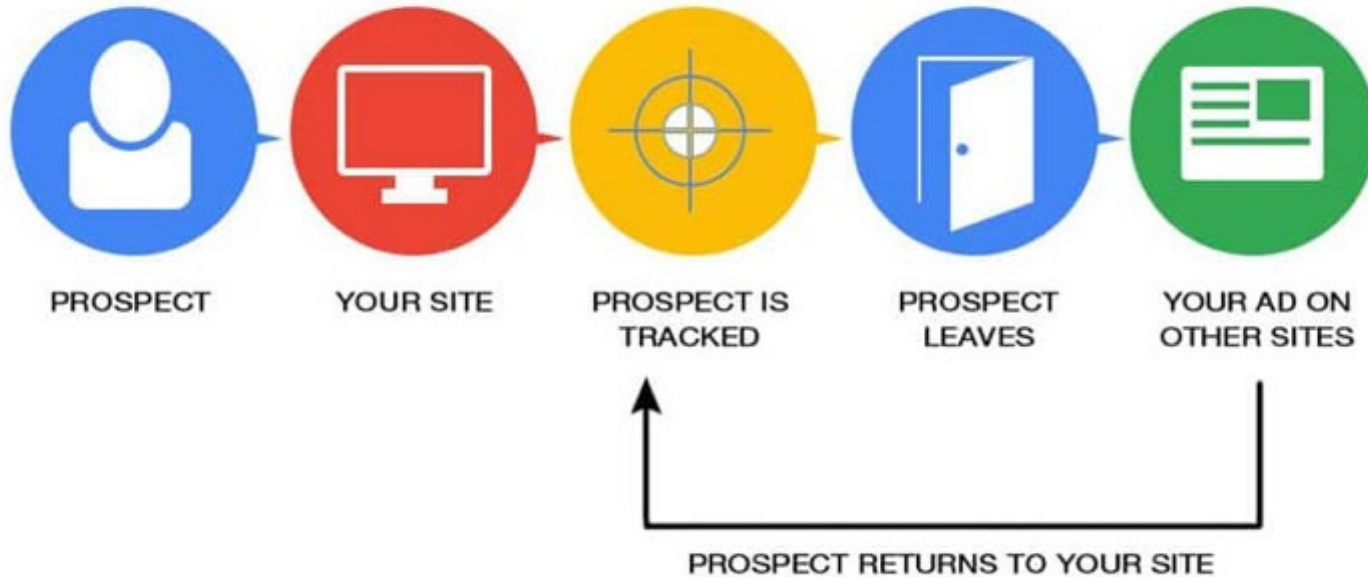 PROSPECT
YOUR SITE
PROSPECT IS
TRACKED
PROSPECT
LEAVES
YOUR AD ON
OTHER SITES
PROSPECT RETURNS TO YOUR SITE